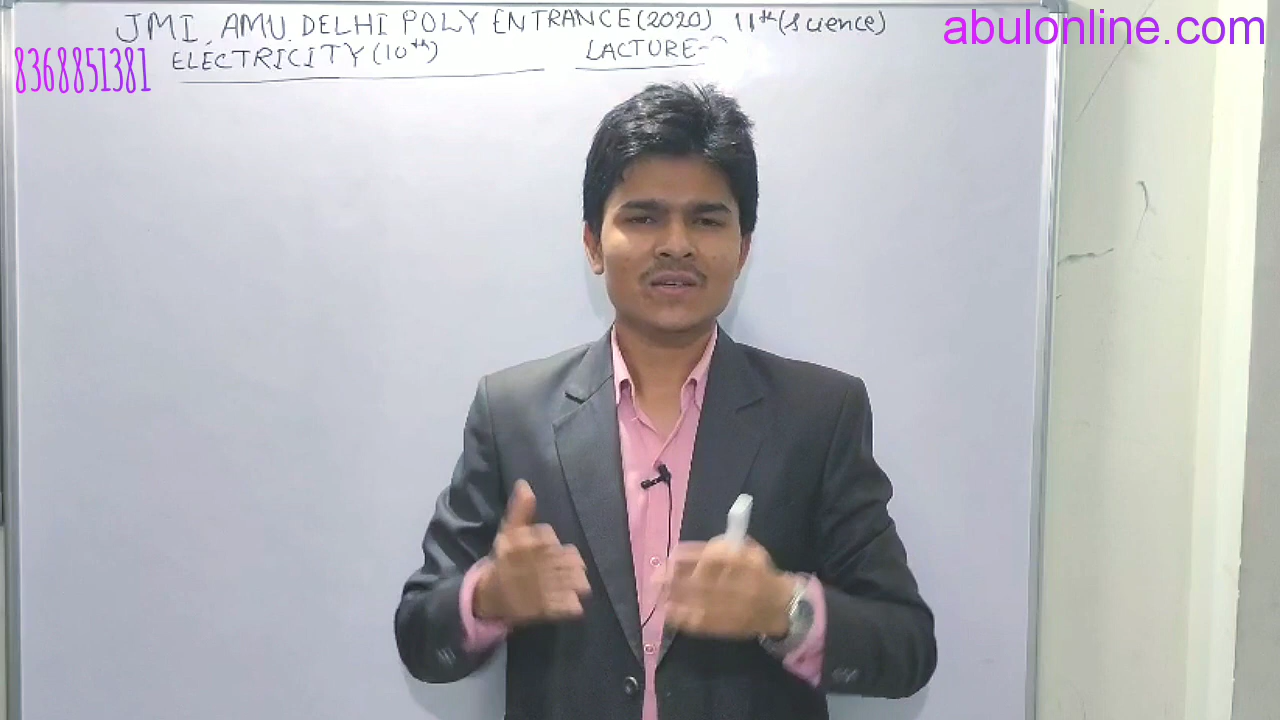 JMI, AMU, DELHI POLY ENTRANCE (2020) 11th (Science)
ELECTRICITY (10th) LACTURE-
abulonline.com
8368851381